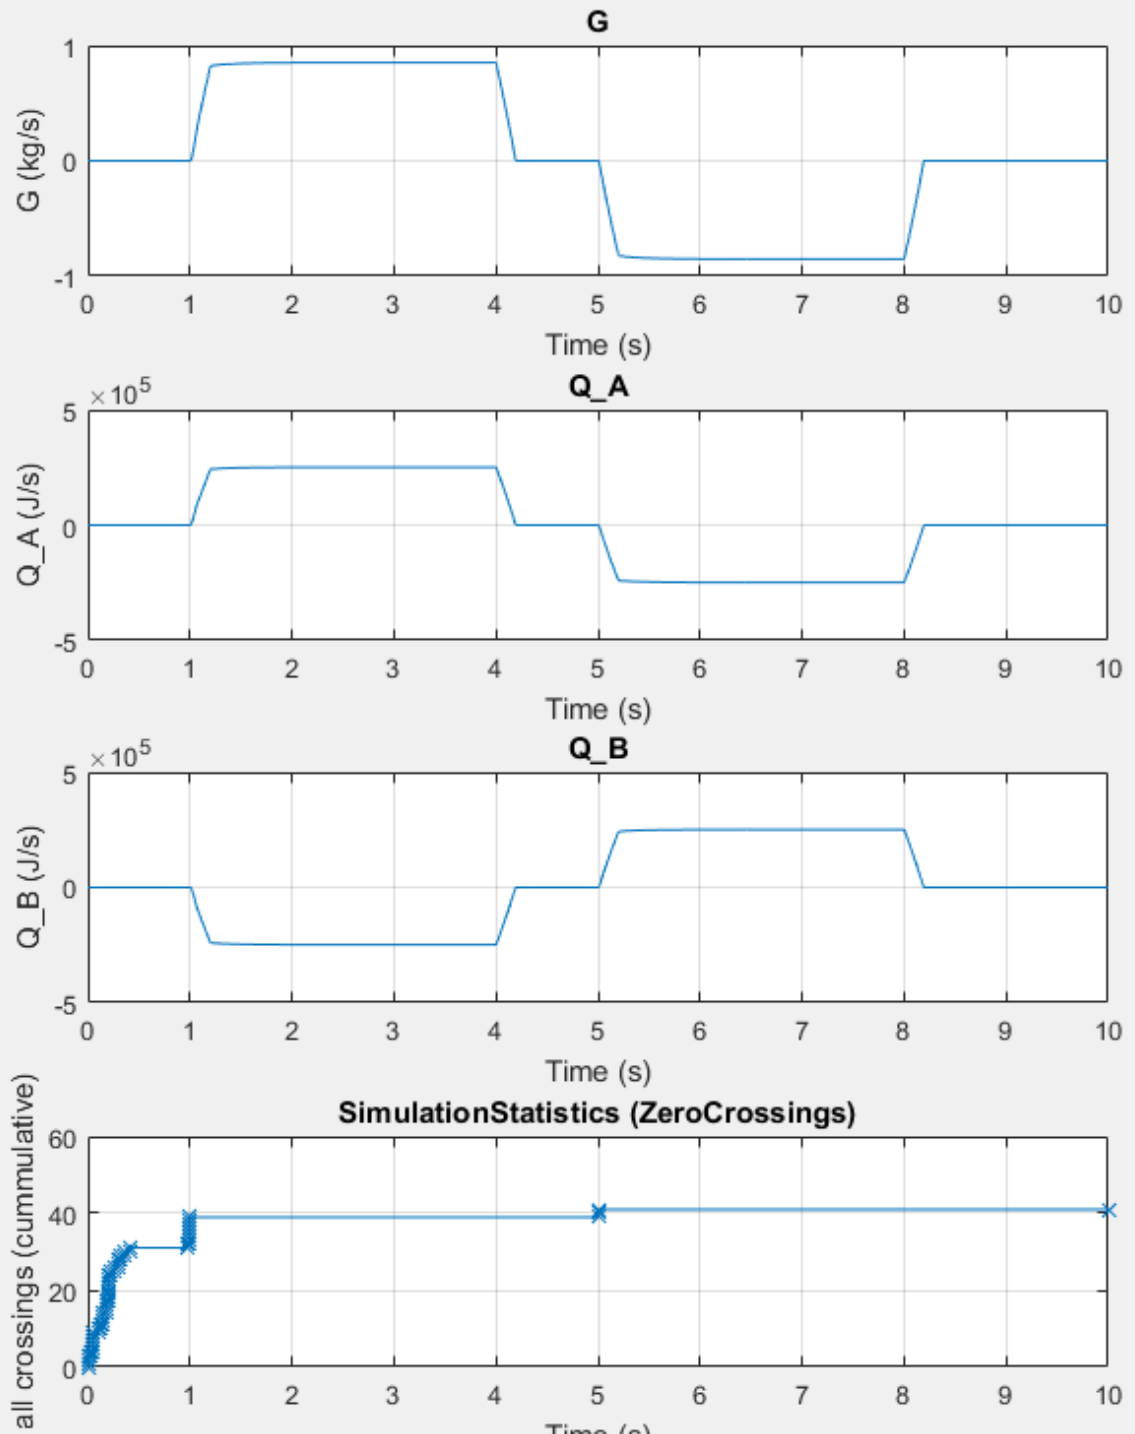 G
G (kg/s)
1
0
-1
0 1 2 3 4 5 6 7 8 9 10
Time (s)
×10^5
Q_A
Q_A (J/s)
5
0
-5
0 1 2 3 4 5 6 7 8 9 10
Time (s)
×10^5
Q_B
Q_B (J/s)
5
0
-5
0 1 2 3 4 5 6 7 8 9 10
Time (s)
SimulationStatistics (ZeroCrossings)
all crossings (cummulative)
60
40
20
0
0 1 2 3 4 5 6 7 8 9 10
Time (s)